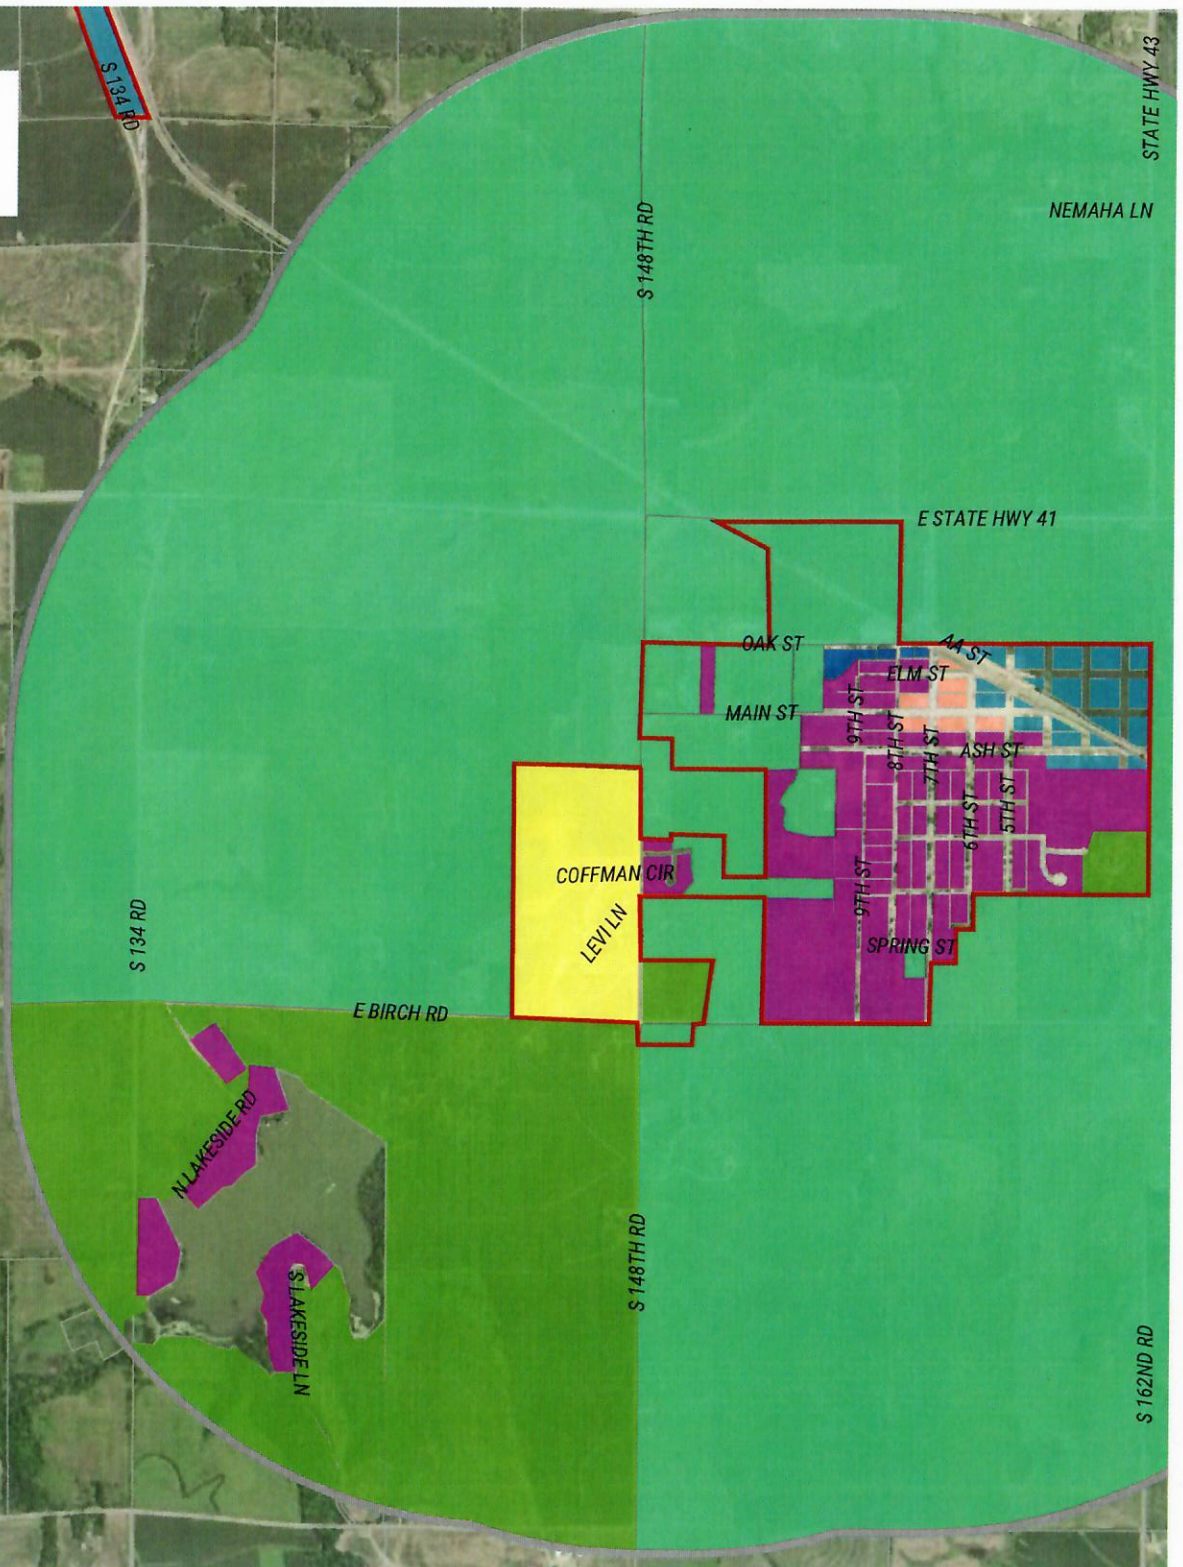 STATE HWY 43
S 134 RD
NEMAHA LN
S 148TH RD
E STATE HWY 41
OAK ST
AA ST
ELM ST
MAIN ST
9TH ST
8TH ST
7TH ST
ASH ST
6TH ST
5TH ST
COFFMAN CIR
9TH ST
LEVI LN
S 134 RD
SPRING ST
E BIRCH RD
N LAKESIDE RD
S 148TH RD
S LAKESIDE LN
S 162ND RD